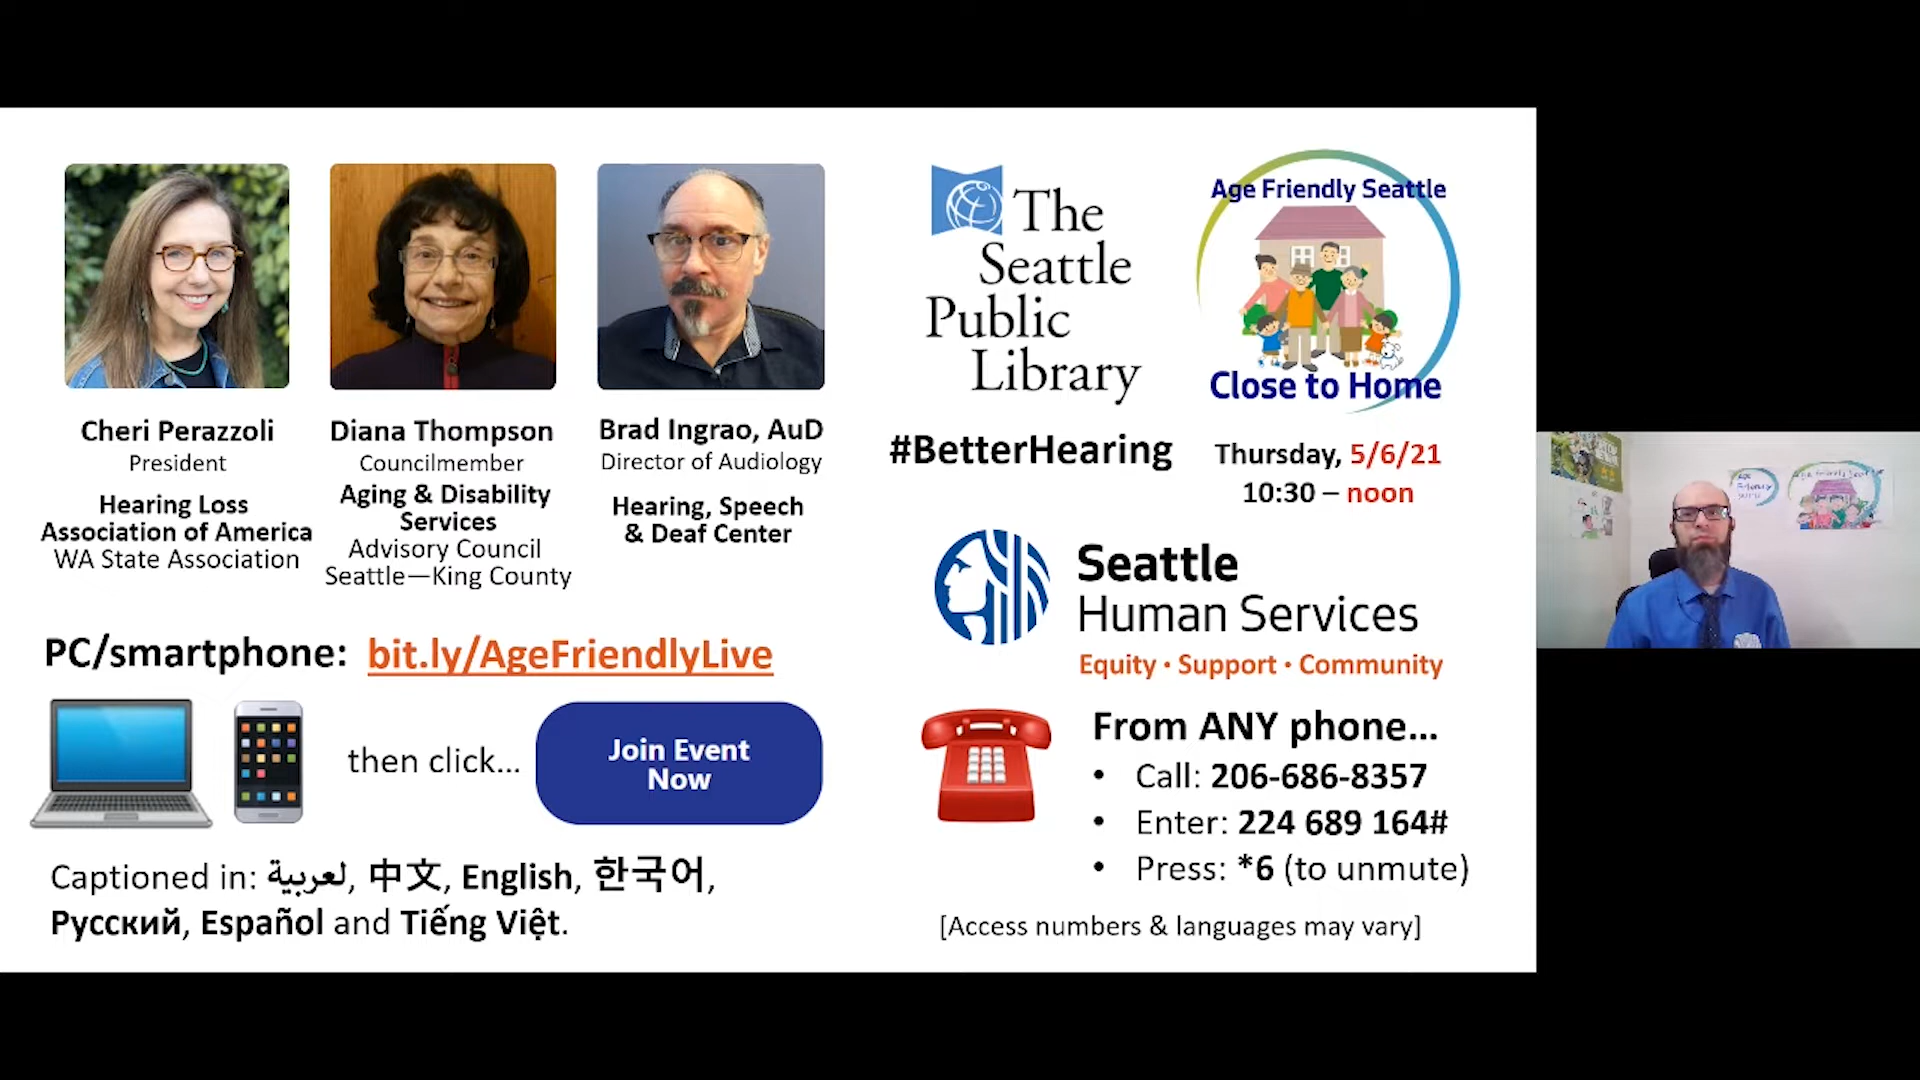 Cheri Perazzoli
President
Hearing Loss
Association of America
WA State Association
Diana Thompson
Councilmember
Aging & Disability
Services
Advisory Council
Seattle—King County
Brad Ingrao, AuD
Director of Audiology
Hearing, Speech
& Deaf Center
PC/smartphone: bit.ly/AgeFriendlyLive
then click...
Join Event
Now
Captioned in: لعربية, 中文, English, 한국어,
Русский, Español and Tiếng Việt.
The
Seattle
Public
Library
Age Friendly Seattle
Close to Home
#BetterHearing
Thursday, 5/6/21
10:30 – noon
Seattle
Human Services
Equity • Support • Community
From ANY phone...
• Call: 206-686-8357
• Enter: 224 689 164#
• Press: *6 (to unmute)
[Access numbers & languages may vary]